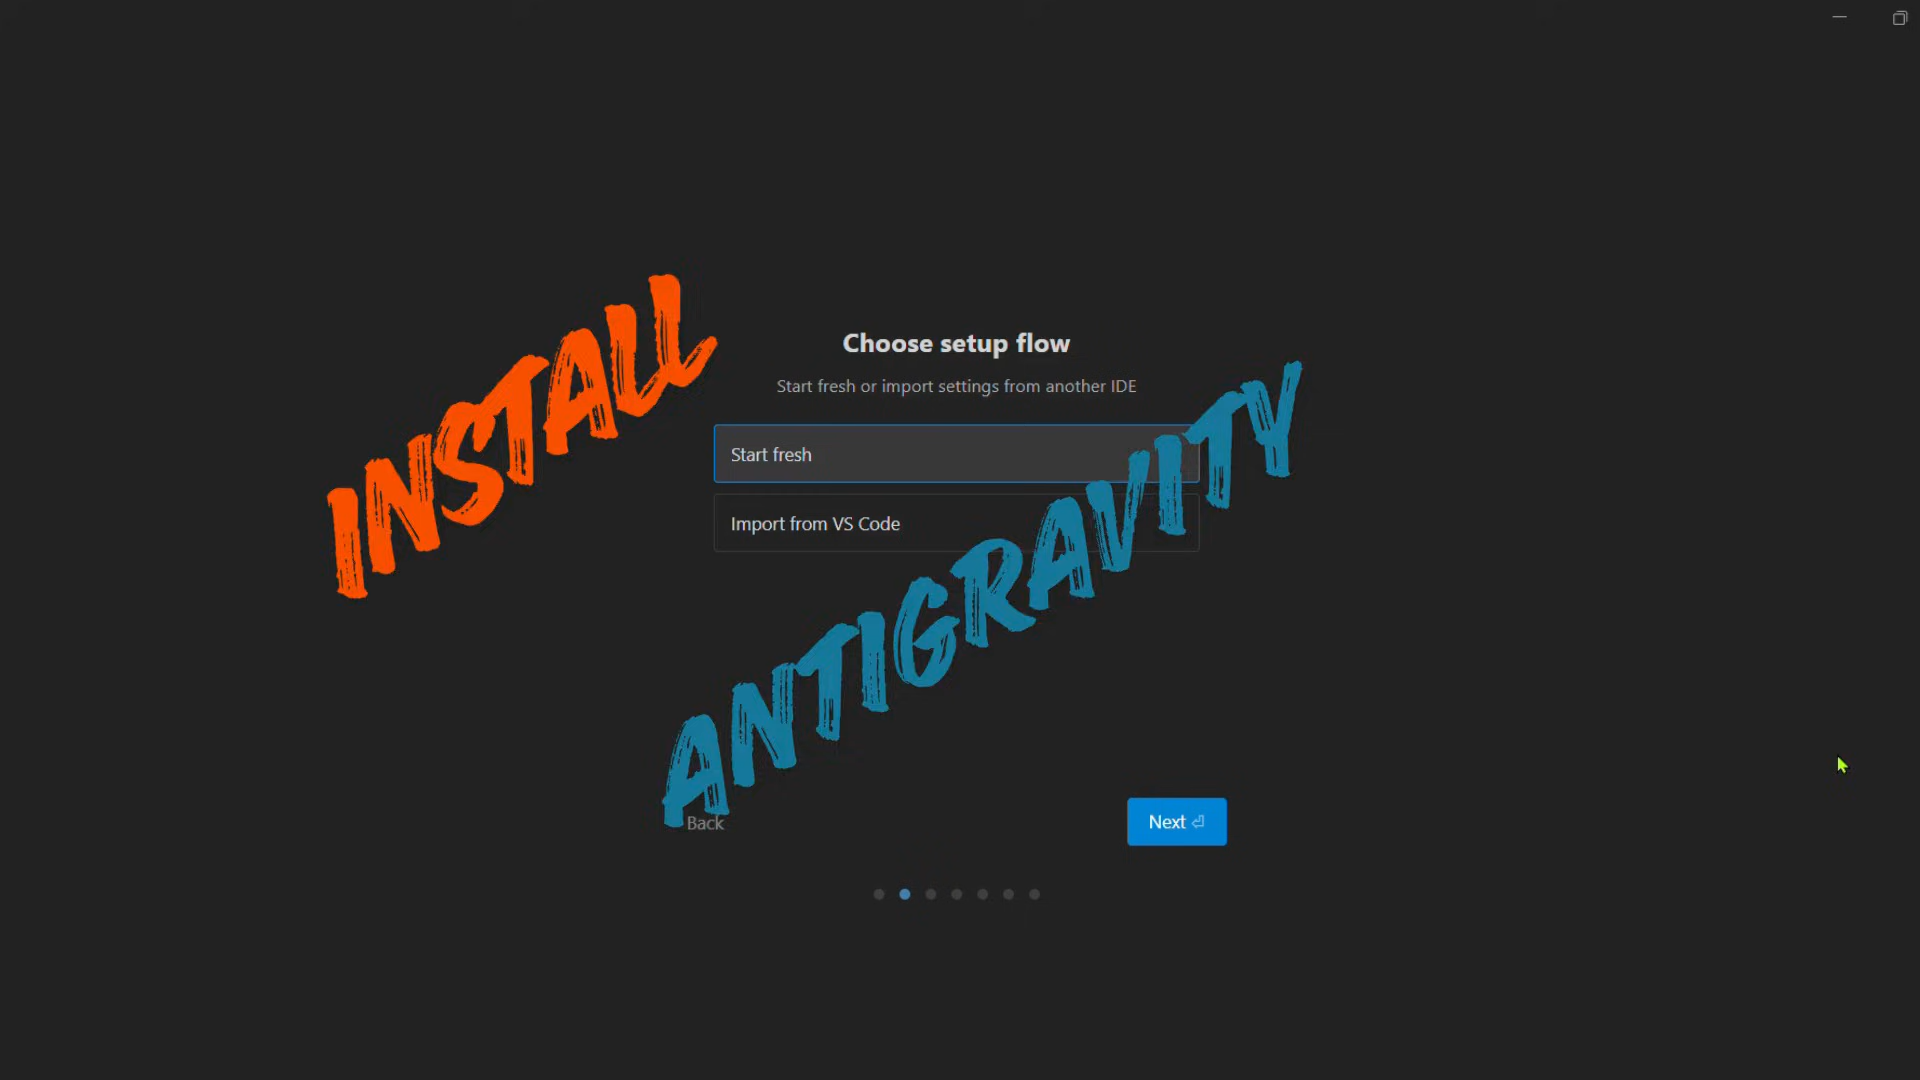 INSTALL
Choose setup flow
Start fresh or import settings from another IDE
Start fresh
Import from VS Code
ANTIGRAVITY
Back
Next